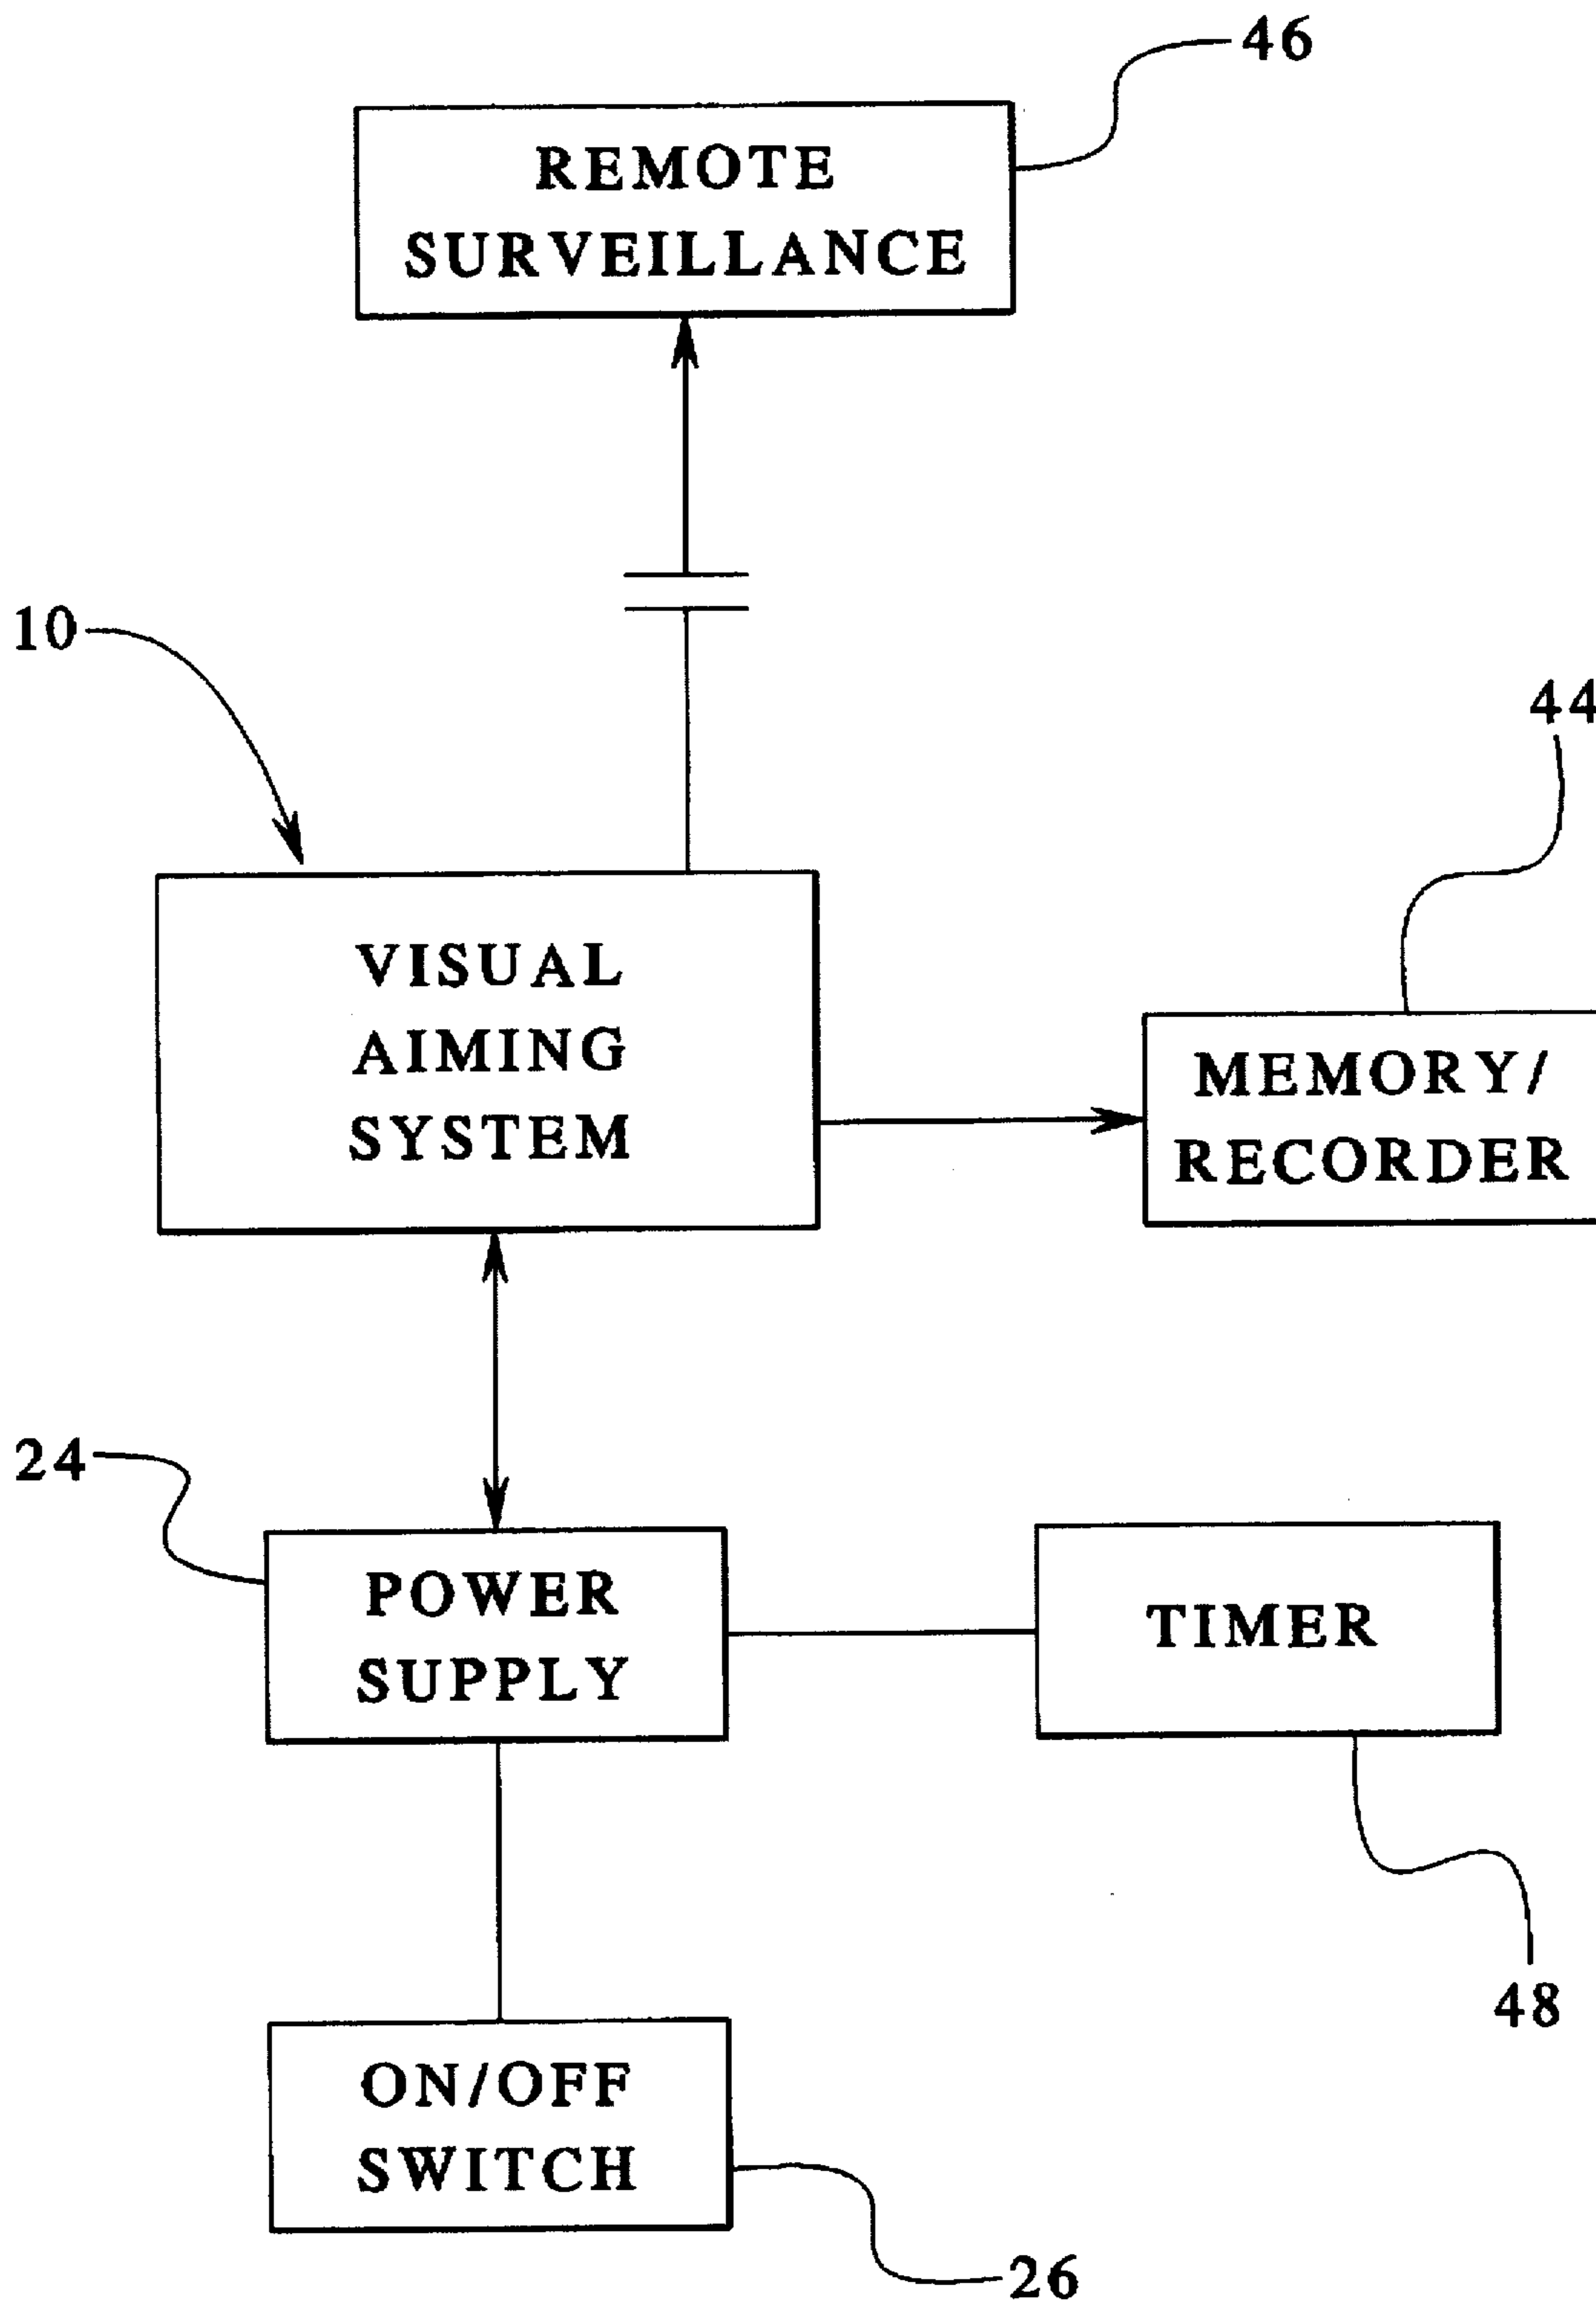 46
REMOTE
SURVEILLANCE
10
44
VISUAL
AIMING
SYSTEM
MEMORY/
RECORDER
24
POWER
SUPPLY
TIMER
48
ON/OFF
SWITCH
26